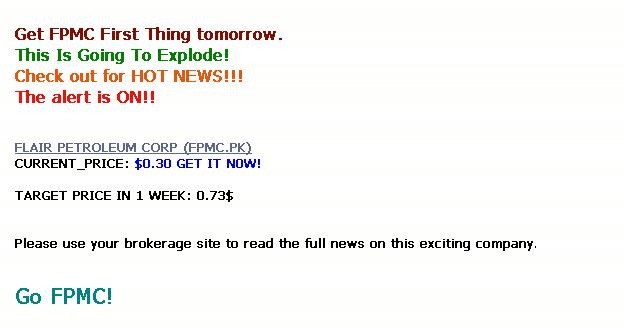 Get FPMC First Thing tomorrow.
This Is Going To Explode!
Check out for HOT NEWS!!!
The alert is ON!!
FLAIR PETROLEUM CORP (FPMC.PK)
CURRENT_PRICE: $0.30 GET IT NOW!
TARGET PRICE IN 1 WEEK: 0.73$
Please use your brokerage site to read the full news on this exciting company.
Go FPMC!